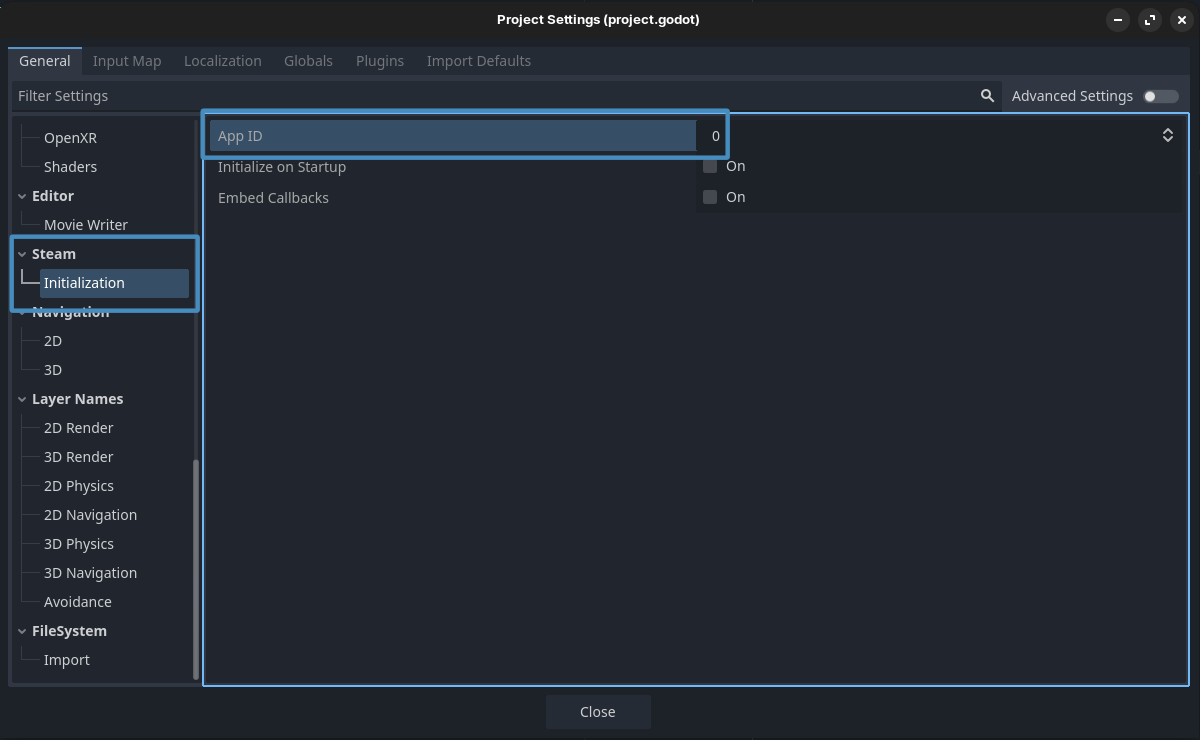 Project Settings (project.godot)
General Input Map Localization Globals Plugins Import Defaults
Filter Settings
Advanced Settings
OpenXR
Shaders
Editor
Movie Writer
Steam
Initialization
Navigation
2D
3D
Layer Names
2D Render
3D Render
2D Physics
2D Navigation
3D Physics
3D Navigation
Avoidance
FileSystem
Import
App ID 0
Initialize on Startup On
Embed Callbacks On
Close